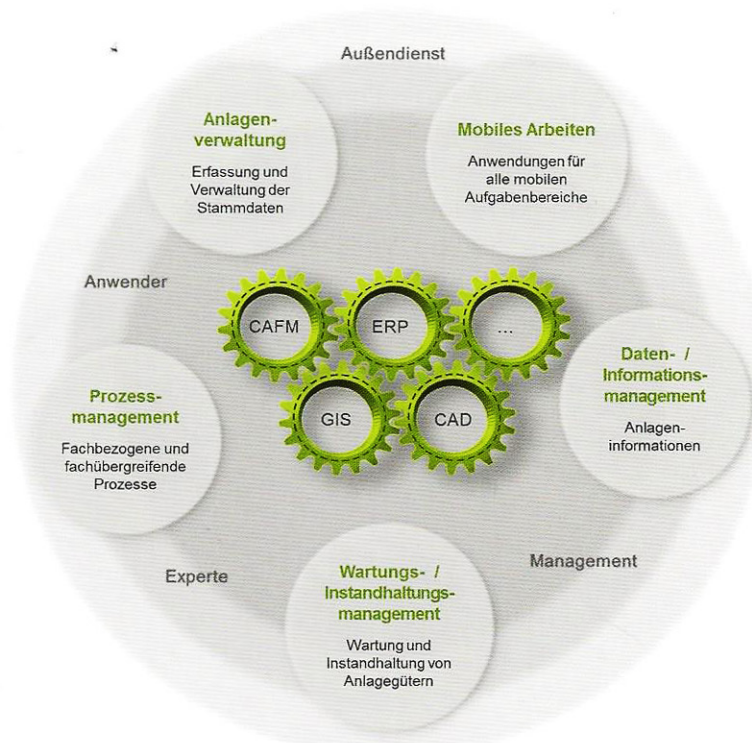 Außendienst
Anlagen-
verwaltung
Erfassung und
Verwaltung der
Stammdaten
Mobiles Arbeiten
Anwendungen für
alle mobilen
Aufgabenbereiche
Anwender
CAFM
ERP
...
GIS
CAD
Daten- /
Informations-
management
Anlagen-
informationen
Prozess-
management
Fachbezogene und
fachübergreifende
Prozesse
Experte
Management
Wartungs- /
Instandhaltungs-
management
Wartung und
Instandhaltung von
Anlagegütern